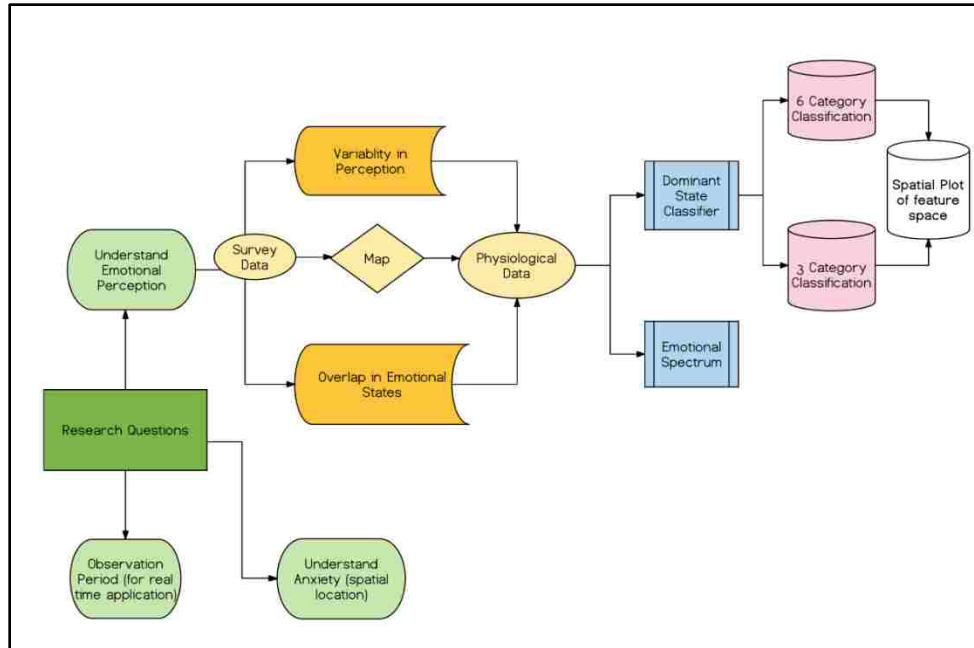 6 Category
Classification
Variablity in
Perception
Dominant
State
Classifier
Spatial Plot
of feature
space
Understand
Emotional
Perception
Survey
Data
Map
Physiological
Data
3 Category
Classification
Emotional
Spectrum
Overlap in Emotional
States
Research Questions
Observation
Period (for real
time application)
Understand
Anxiety (spatial
location)